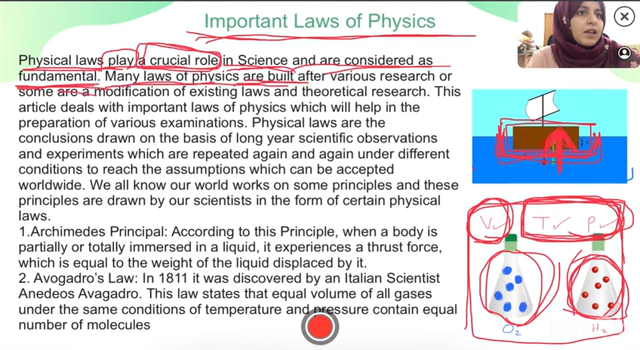 Important Laws of Physics
Physical laws play a crucial role in Science and are considered as
fundamental. Many laws of physics are built after various research or
some are a modification of existing laws and theoretical research. This
article deals with important laws of physics which will help in the
preparation of various examinations. Physical laws are the
conclusions drawn on the basis of long year scientific observations
and experiments which are repeated again and again under different
conditions to reach the assumptions which can be accepted
worldwide. We all know our world works on some principles and these
principles are drawn by our scientists in the form of certain physical
laws.
1.Archimedes Principal: According to this Principle, when a body is
partially or totally immersed in a liquid, it experiences a thrust force,
which is equal to the weight of the liquid displaced by it.
2. Avogadro's Law: In 1811 it was discovered by an Italian Scientist
Anedeos Avagadro. This law states that equal volume of all gases
under the same conditions of temperature and pressure contain equal
number of molecules
V T P
O2 H2